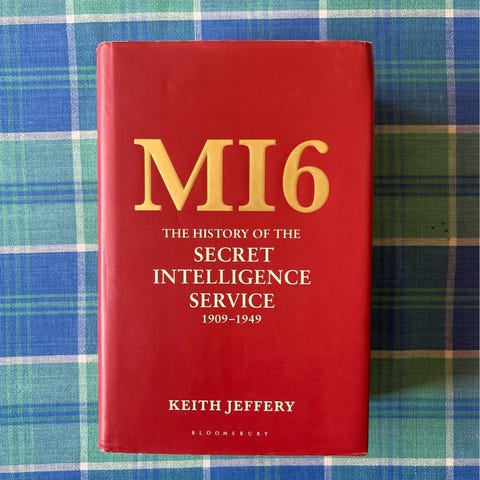 MI6
THE HISTORY OF THE
SECRET
INTELLIGENCE
SERVICE
1909–1949
KEITH JEFFERY
BLOOMSBURY